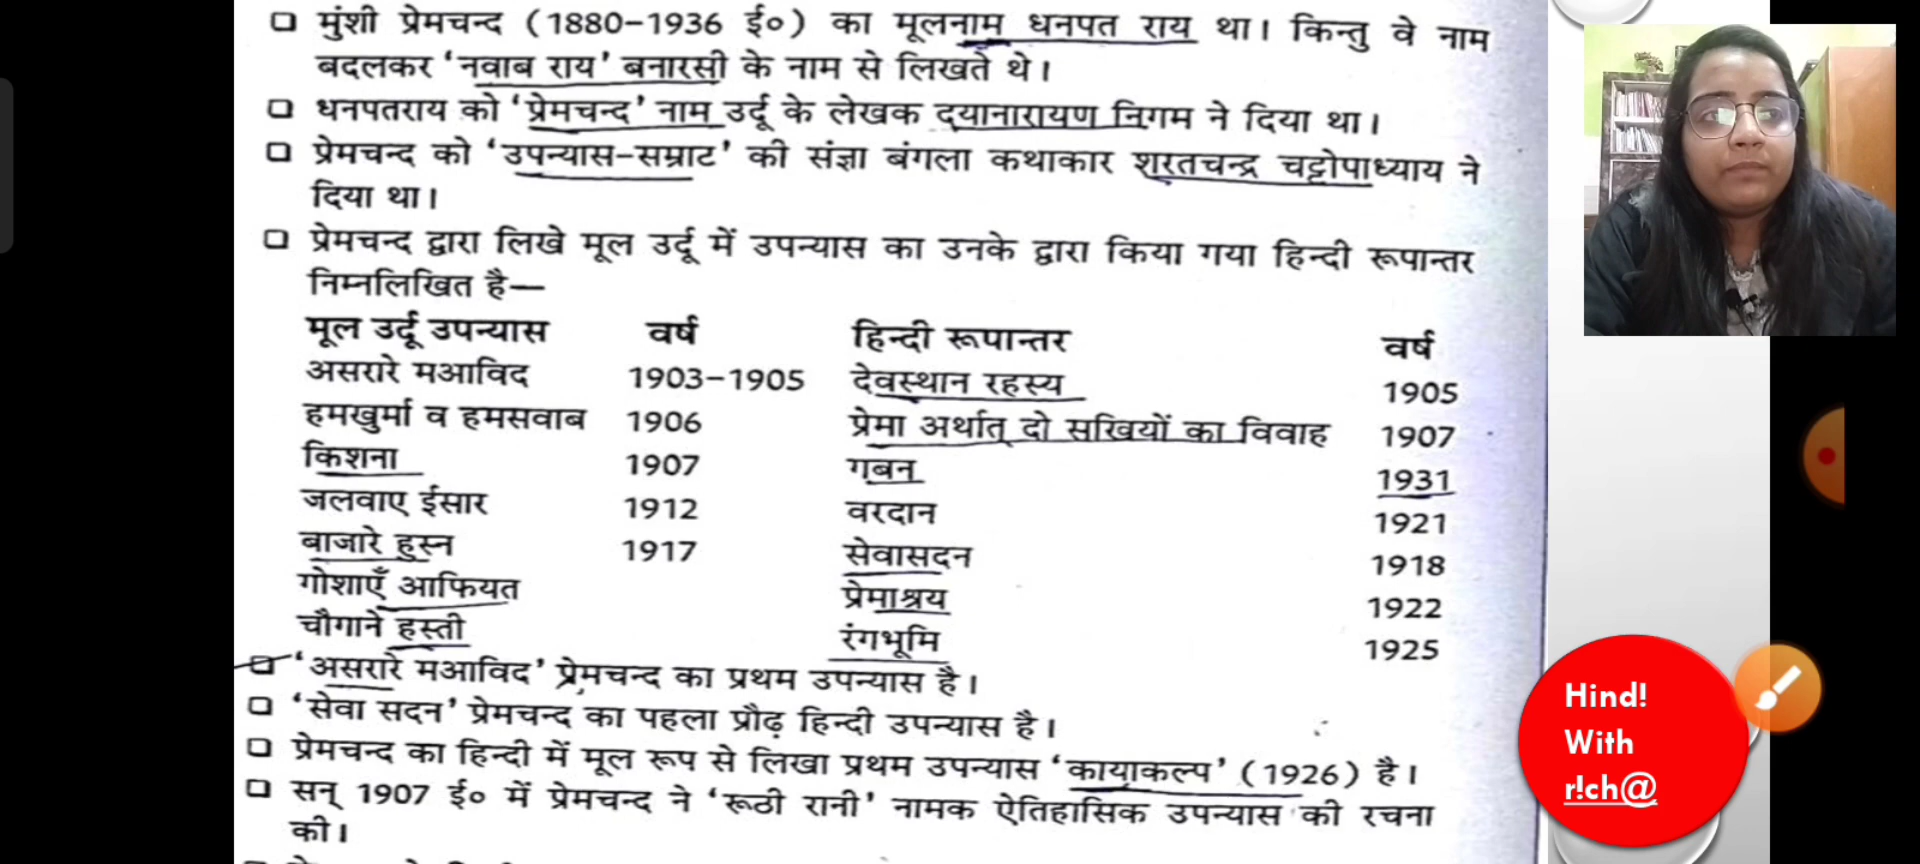 ❑ मुंशी प्रेमचन्द (1880–1936 ई०) का मूलनाम धनपत राय था। किन्तु वे नाम
बदलकर ‘नवाब राय’ बनारसी के नाम से लिखते थे।
❑ धनपतराय को ‘प्रेमचन्द’ नाम उर्दू के लेखक दयानारायण निगम ने दिया था।
❑ प्रेमचन्द को ‘उपन्यास–सम्राट’ की संज्ञा बंगला कथाकार शरतचन्द्र चट्टोपाध्याय ने
दिया था।
❑ प्रेमचन्द द्वारा लिखे मूल उर्दू में उपन्यास का उनके द्वारा किया गया हिन्दी रूपान्तर
निम्नलिखित है—
मूल उर्दू उपन्यास वर्ष हिन्दी रूपान्तर वर्ष
असरारे मआविद 1903–1905 देवस्थान रहस्य 1905
हमखुर्मा व हमसवाब 1906 प्रेमा अर्थात् दो सखियों का विवाह 1907
किशना 1907 गबन 1931
जलवाए ईसार 1912 वरदान 1921
बाजारे हुस्न 1917 सेवासदन 1918
गोशाएँ आफियत प्रेमाश्रय 1922
चौगाने हस्ती रंगभूमि 1925
❑ ‘असरारे मआविद’ प्रेमचन्द का प्रथम उपन्यास है।
❑ ‘सेवा सदन’ प्रेमचन्द का पहला प्रौढ़ हिन्दी उपन्यास है।
❑ प्रेमचन्द का हिन्दी में मूल रूप से लिखा प्रथम उपन्यास ‘कायाकल्प’ (1926) है।
❑ सन् 1907 ई० में प्रेमचन्द ने ‘रूठी रानी’ नामक ऐतिहासिक उपन्यास की रचना
की।
Hind!
With
r!ch@